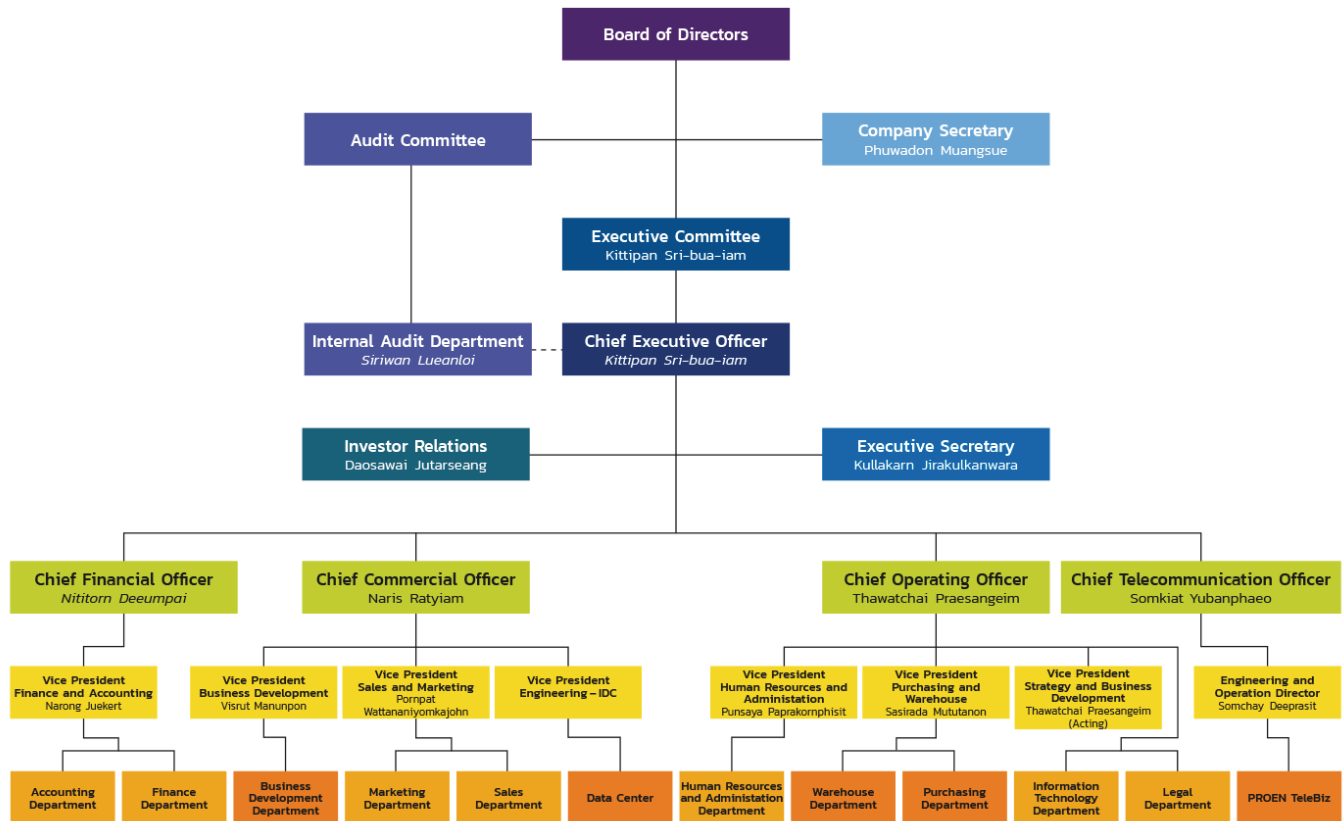 Board of Directors
Audit Committee
Company Secretary
Phuwadon Muangsue
Executive Committee
Kittipan Sri-bua-iam
Internal Audit Department
Siriwan Lueanloi
Chief Executive Officer
Kittipan Sri-bua-iam
Investor Relations
Daosawai Jutarseang
Executive Secretary
Kullakarn Jirakulkanwara
Chief Financial Officer
Nititorn Deeumpai
Chief Commercial Officer
Naris Ratyiam
Chief Operating Officer
Thawatchai Praesangeim
Chief Telecommunication Officer
Somkiat Yubanphaeo
Vice President
Finance and Accounting
Narong Juekert
Vice President
Business Development
Visrut Manunpon
Vice President
Sales and Marketing
Pornpat
Wattananiyomkajohn
Vice President
Engineering – IDC
Vice President
Human Resources and
Administation
Punsaya Paprakornphisit
Vice President
Purchasing and
Warehouse
Sasirada Mututanon
Vice President
Strategy and Business
Development
Thawatchai Praesangeim
(Acting)
Engineering and
Operation Director
Somchay Deeprasit
Accounting
Department
Finance
Department
Business
Development
Department
Marketing
Department
Sales
Department
Data Center
Human Resources
and Administation
Department
Warehouse
Department
Purchasing
Department
Information
Technology
Department
Legal
Department
PROEN TeleBiz